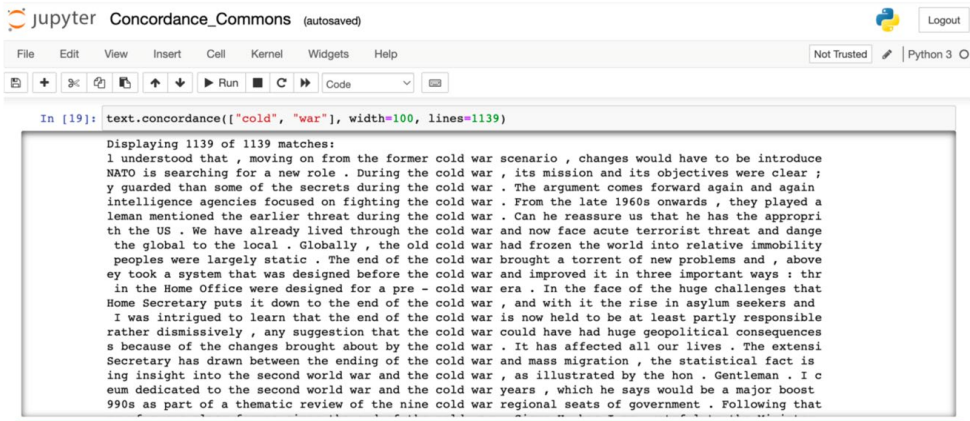 jupyter Concordance_Commons (autosaved)
Logout
File Edit View Insert Cell Kernel Widgets Help
Not Trusted Python 3
Run Code
In [19]: text.concordance(["cold", "war"], width=100, lines=1139)
Displaying 1139 of 1139 matches:
l understood that , moving on from the former cold war scenario , changes would have to be introduce
NATO is searching for a new role . During the cold war , its mission and its objectives were clear ;
y guarded than some of the secrets during the cold war . The argument comes forward again and again
intelligence agencies focused on fighting the cold war . From the late 1960s onwards , they played a
leman mentioned the earlier threat during the cold war . Can he reassure us that he has the appropri
th the US . We have already lived through the cold war and now face acute terrorist threat and dange
the global to the local . Globally , the old cold war had frozen the world into relative immobility
peoples were largely static . The end of the cold war brought a torrent of new problems and , above
ey took a system that was designed before the cold war and improved it in three important ways : thr
in the Home Office were designed for a pre - cold war era . In the face of the huge challenges that
Home Secretary puts it down to the end of the cold war , and with it the rise in asylum seekers and
I was intrigued to learn that the end of the cold war is now held to be at least partly responsible
rather dismissively , any suggestion that the cold war could have had huge geopolitical consequences
s because of the changes brought about by the cold war . It has affected all our lives . The extensi
Secretary has drawn between the ending of the cold war and mass migration , the statistical fact is
ing insight into the second world war and the cold war , as illustrated by the hon . Gentleman . I c
eum dedicated to the second world war and the cold war years , which he says would be a major boost
990s as part of a thematic review of the nine cold war regional seats of government . Following that